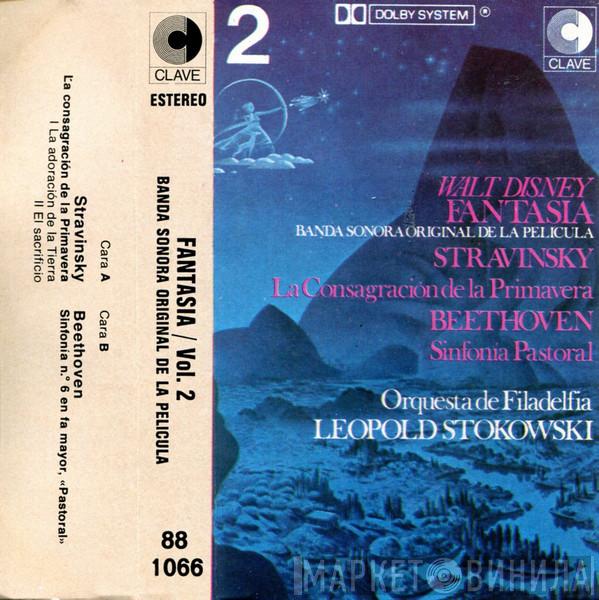 CLAVE
ESTEREO
Cara A
Stravinsky
La consagración de la Primavera
I La adoración de la Tierra
II El sacrificio
Cara B
Beethoven
Sinfonía n.° 6 en fa mayor, «Pastoral»
FANTASIA / Vol. 2
BANDA SONORA ORIGINAL DE LA PELICULA
88
1066
2
DOLBY SYSTEM ®
CLAVE
WALT DISNEY
FANTASIA
BANDA SONORA ORIGINAL DE LA PELICULA
STRAVINSKY
La Consagración de la Primavera
BEETHOVEN
Sinfonía Pastoral
Orquesta de Filadelfia
LEOPOLD STOKOWSKI
МАРКЕТ ВИНИЛА